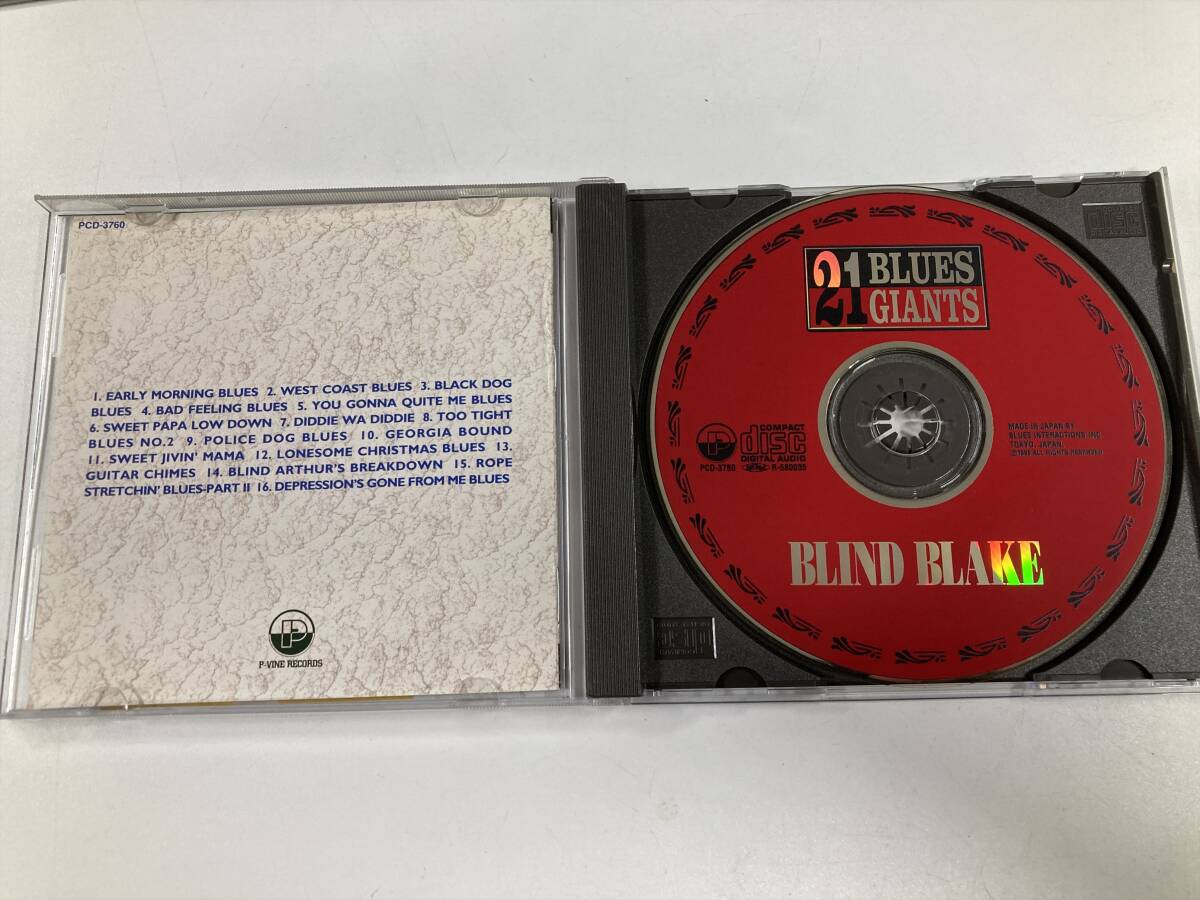 PCD-3760
1. EARLY MORNING BLUES 2. WEST COAST BLUES 3. BLACK DOG
BLUES 4. BAD FEELING BLUES 5. YOU GONNA QUITE ME BLUES
6. SWEET PAPA LOW DOWN 7. DIDDIE WA DIDDIE 8. TOO TIGHT
BLUES NO.2 9. POLICE DOG BLUES 10. GEORGIA BOUND
11. SWEET JIVIN' MAMA 12. LONESOME CHRISTMAS BLUES 13.
GUITAR CHIMES 14. BLIND ARTHUR'S BREAKDOWN 15. ROPE
STRETCHIN' BLUES-PART II 16. DEPRESSION'S GONE FROM ME BLUES
P
P-VINE RECORDS
21 BLUES
GIANTS
P
COMPACT
disc
DIGITAL AUDIO
PCD-3760
R-580035
MADE IN JAPAN BY
BLUES INTERACTIONS, INC.
TOKYO, JAPAN.
ALL RIGHTS RESERVED.
BLIND BLAKE
disc